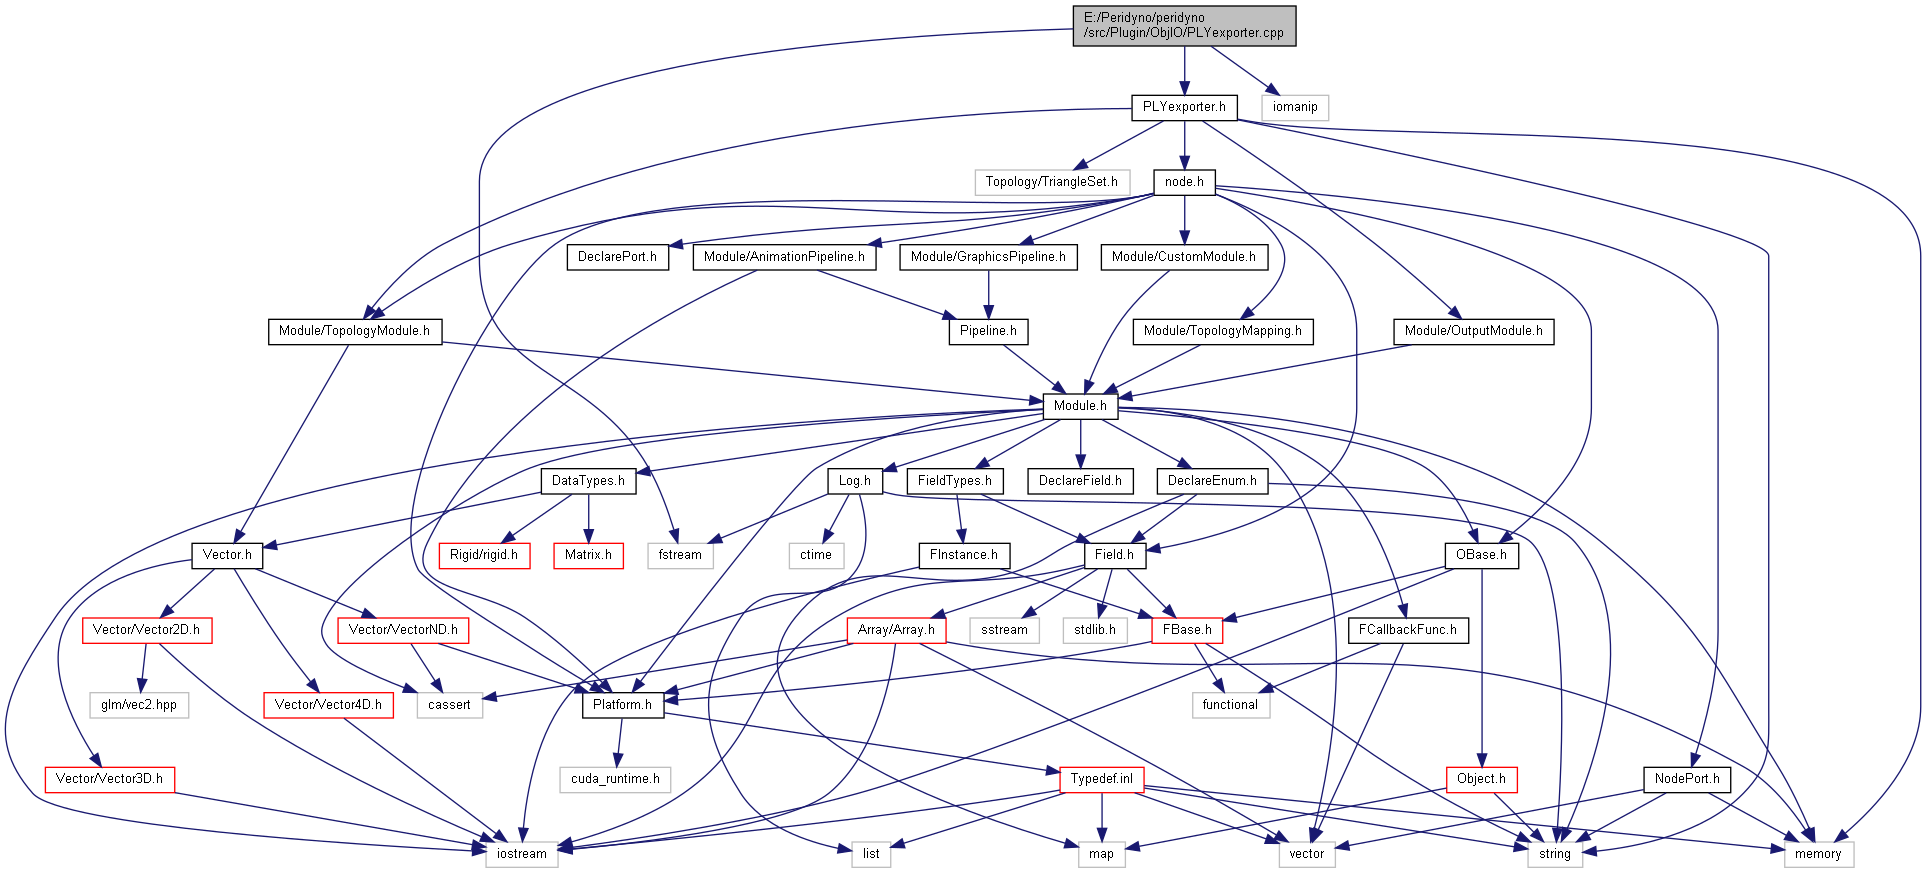 E:/Peridyno/peridyno
/src/Plugin/ObjIO/PLYexporter.cpp
PLYexporter.h
iomanip
Topology/TriangleSet.h
node.h
DeclarePort.h
Module/AnimationPipeline.h
Module/GraphicsPipeline.h
Module/CustomModule.h
Module/TopologyModule.h
Pipeline.h
Module/TopologyMapping.h
Module/OutputModule.h
Module.h
DataTypes.h
Log.h
FieldTypes.h
DeclareField.h
DeclareEnum.h
Vector.h
Rigid/rigid.h
Matrix.h
fstream
ctime
FInstance.h
Field.h
OBase.h
Vector/Vector2D.h
Vector/VectorND.h
Array/Array.h
sstream
stdlib.h
FBase.h
FCallbackFunc.h
glm/vec2.hpp
Vector/Vector4D.h
cassert
Platform.h
functional
Vector/Vector3D.h
cuda_runtime.h
Typedef.inl
Object.h
NodePort.h
iostream
list
map
vector
string
memory